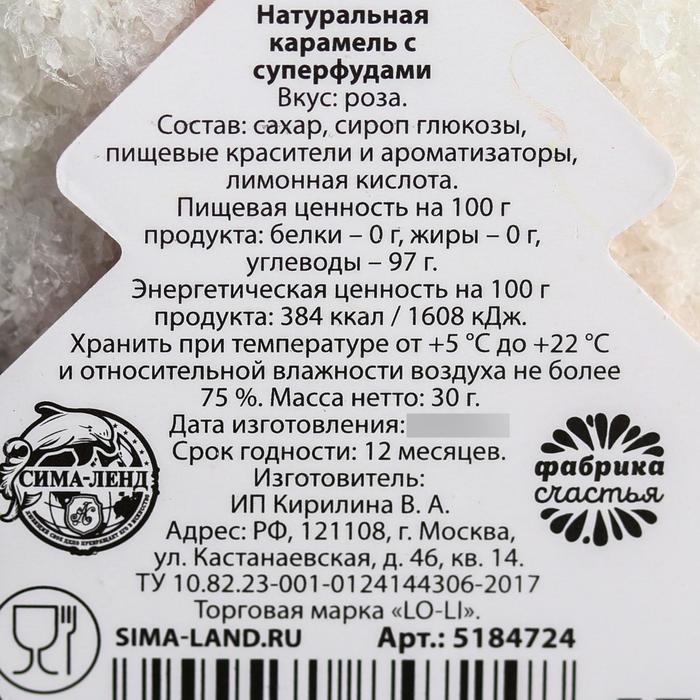 Натуральная
карамель с
суперфудами
Вкус: роза.
Состав: сахар, сироп глюкозы,
пищевые красители и ароматизаторы,
лимонная кислота.
Пищевая ценность на 100 г
продукта: белки – 0 г, жиры – 0 г,
углеводы – 97 г.
Энергетическая ценность на 100 г
продукта: 384 ккал / 1608 кДж.
Хранить при температуре от +5 °C до +22 °C
и относительной влажности воздуха не более
75 %. Масса нетто: 30 г.
Дата изготовления:
Срок годности: 12 месяцев.
Изготовитель:
ИП Кирилина В. А.
Адрес: РФ, 121108, г. Москва,
ул. Кастанаевская, д. 46, кв. 14.
ТУ 10.82.23-001-0124144306-2017
Торговая марка «LO-LI».
SIMA-LAND.RU Арт.: 5184724
СИМА-ЛЕНД
фабрика
счастья